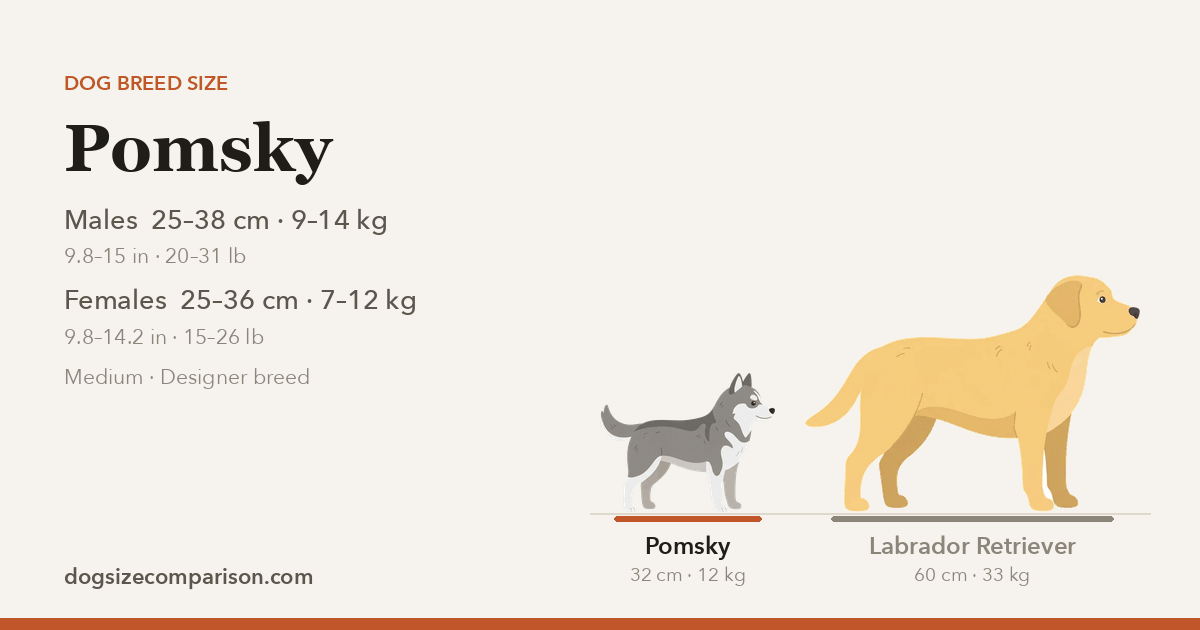 DOG BREED SIZE
Pomsky
Males 25–38 cm · 9–14 kg
9.8–15 in · 20–31 lb
Females 25–36 cm · 7–12 kg
9.8–14.2 in · 15–26 lb
Medium · Designer breed
Pomsky
32 cm · 12 kg
Labrador Retriever
60 cm · 33 kg
dogsizecomparison.com